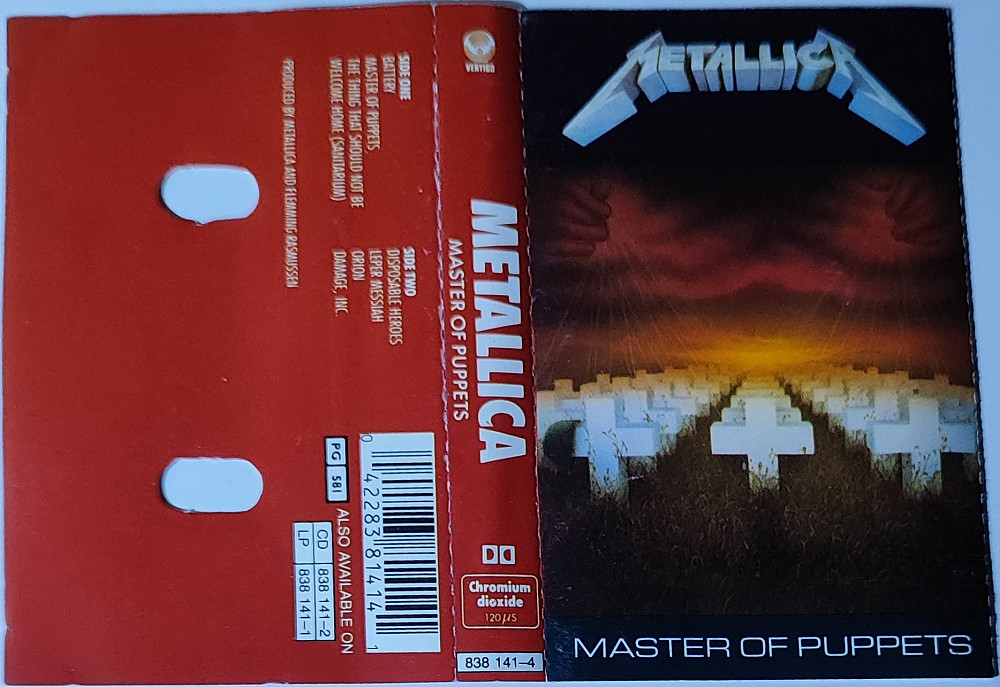 METALLICA
MASTER OF PUPPETS
VERTIGO
METALLICA
MASTER OF PUPPETS
Chromium
dioxide
120 µS
838 141-4
SIDE ONE
BATTERY
MASTER OF PUPPETS
THE THING THAT SHOULD NOT BE
WELCOME HOME (SANITARIUM)
SIDE TWO
DISPOSABLE HEROES
LEPER MESSIAH
ORION
DAMAGE, INC.
PRODUCED BY METALLICA AND FLEMMING RASMUSSEN
0 42283 81414 1
PG 581
ALSO AVAILABLE ON
CD 838 141-2
LP 838 141-1